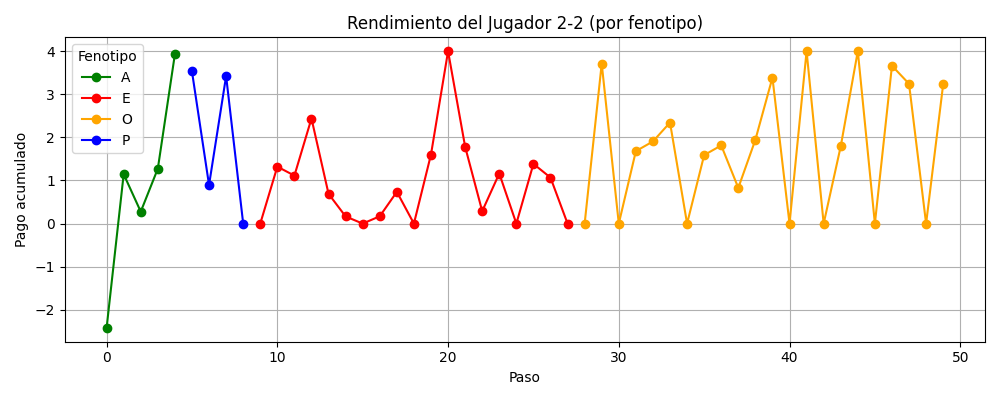 Rendimiento del Jugador 2-2 (por fenotipo)
Fenotipo
A
E
O
P
Pago acumulado
4
3
2
1
0
−1
−2
0
10
20
30
40
50
Paso